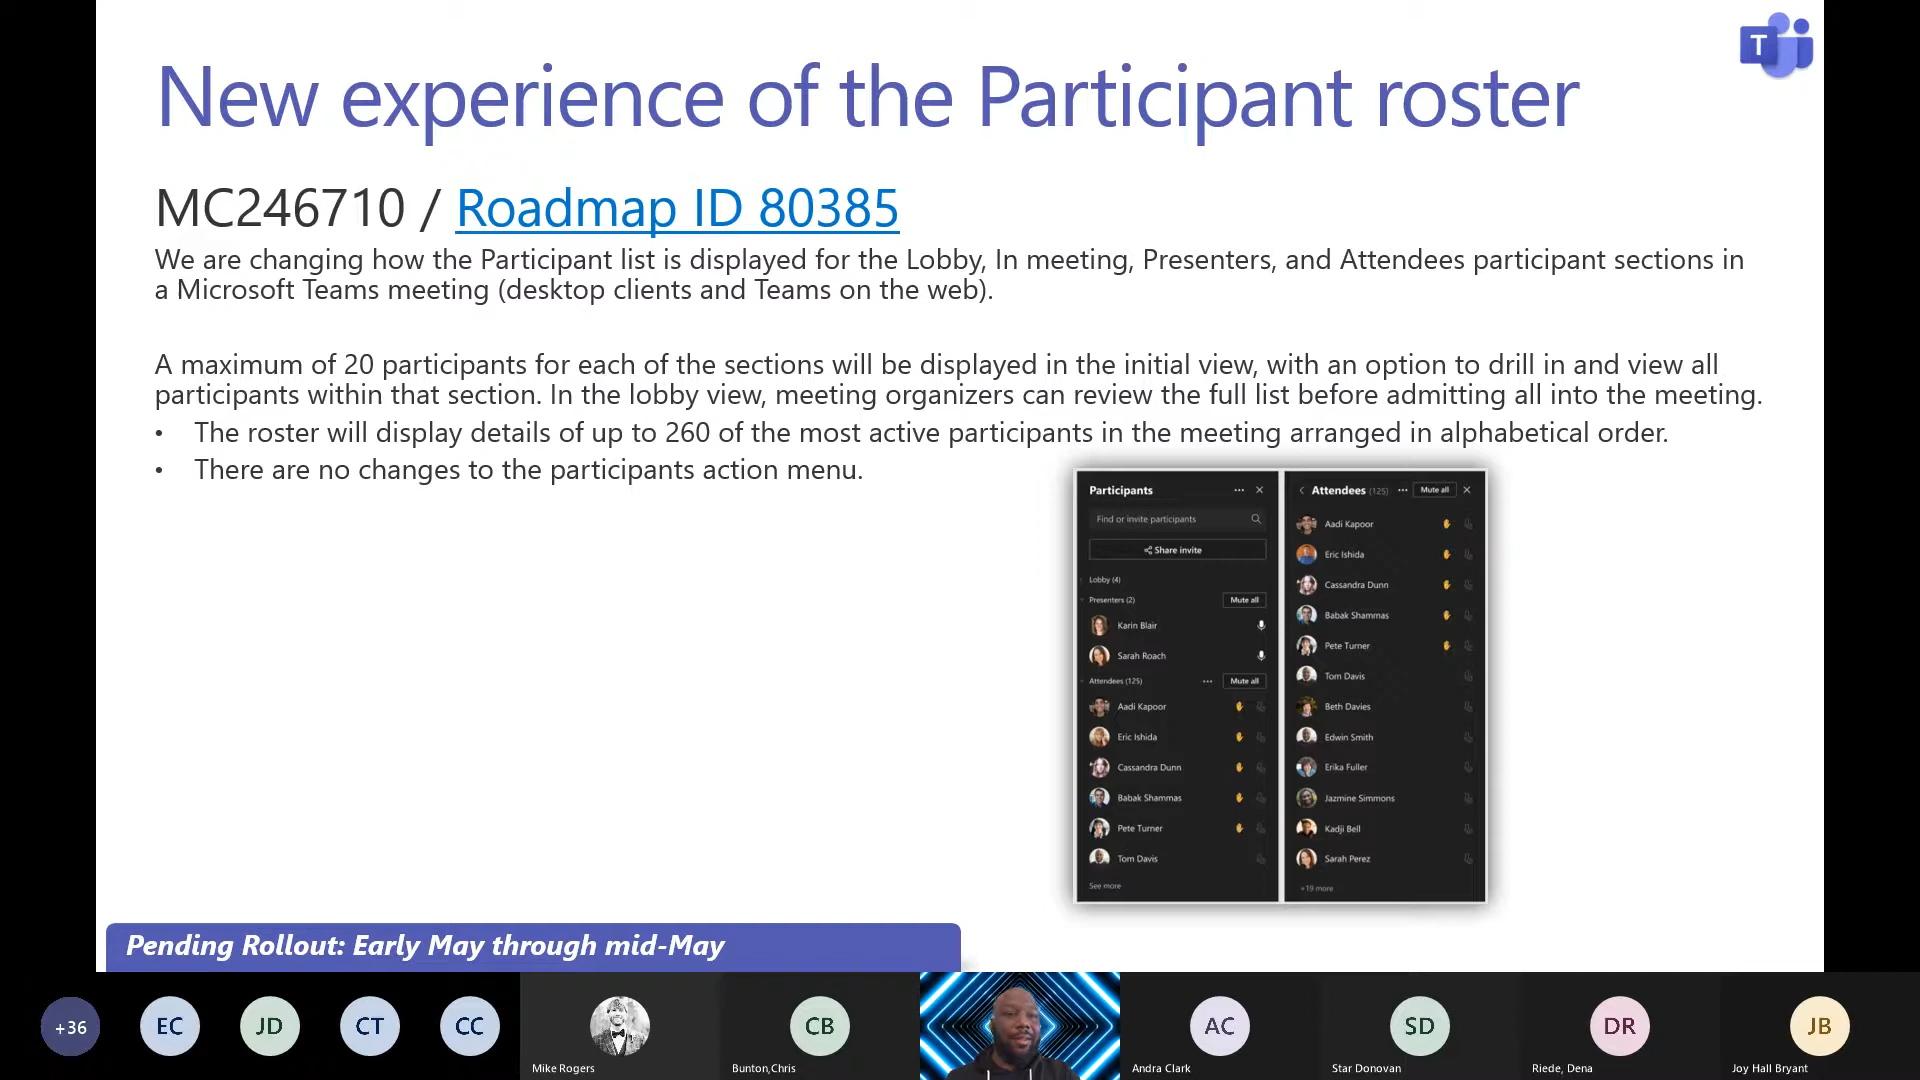 T
New experience of the Participant roster
MC246710 / Roadmap ID 80385
We are changing how the Participant list is displayed for the Lobby, In meeting, Presenters, and Attendees participant sections in
a Microsoft Teams meeting (desktop clients and Teams on the web).
A maximum of 20 participants for each of the sections will be displayed in the initial view, with an option to drill in and view all
participants within that section. In the lobby view, meeting organizers can review the full list before admitting all into the meeting.
• The roster will display details of up to 260 of the most active participants in the meeting arranged in alphabetical order.
• There are no changes to the participants action menu.
Participants
Find or invite participants
Share invite
Lobby (4)
Presenters (2) Mute all
Karin Blair
Sarah Roach
Attendees (125) ... Mute all
Aadi Kapoor
Eric Ishida
Cassandra Dunn
Babak Shammas
Pete Turner
Tom Davis
See more
Attendees (125) ... Mute all
Aadi Kapoor
Eric Ishida
Cassandra Dunn
Babak Shammas
Pete Turner
Tom Davis
Beth Davies
Edwin Smith
Erika Fuller
Jazmine Simmons
Kadji Bell
Sarah Perez
+19 more
Pending Rollout: Early May through mid-May
+36 EC JD CT CC CB AC SD DR JB
Mike Rogers Bunton,Chris Andra Clark Star Donovan Riede, Dena Joy Hall Bryant